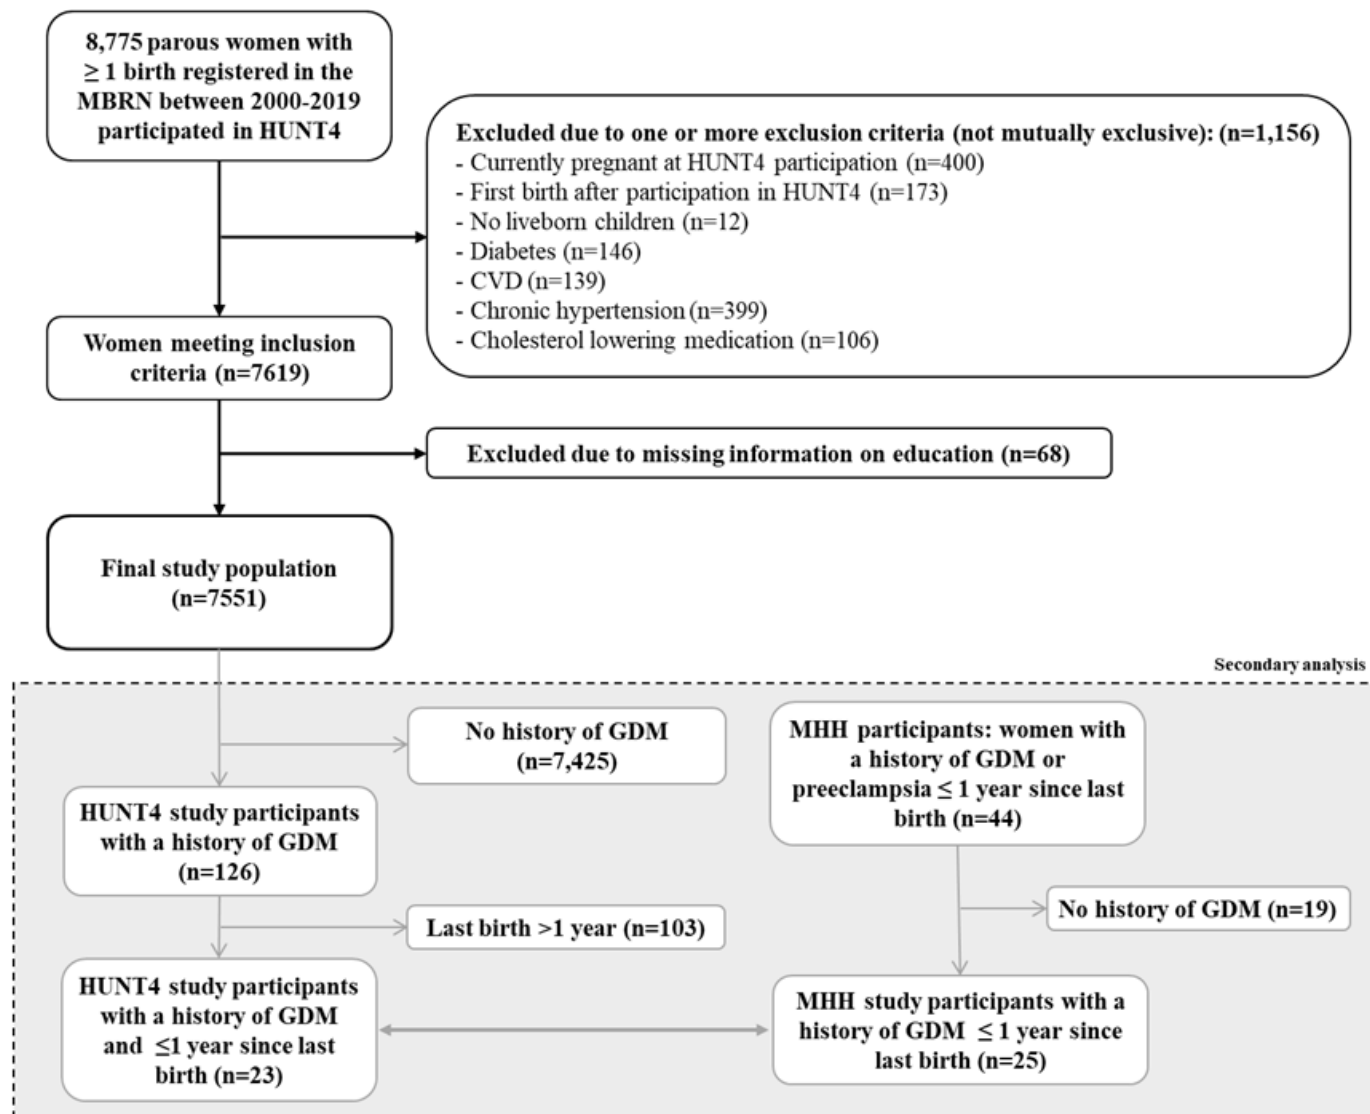 8,775 parous women with
≥ 1 birth registered in the
MBRN between 2000-2019
participated in HUNT4
Excluded due to one or more exclusion criteria (not mutually exclusive): (n=1,156)
- Currently pregnant at HUNT4 participation (n=400)
- First birth after participation in HUNT4 (n=173)
- No liveborn children (n=12)
- Diabetes (n=146)
- CVD (n=139)
- Chronic hypertension (n=399)
- Cholesterol lowering medication (n=106)
Women meeting inclusion
criteria (n=7619)
Excluded due to missing information on education (n=68)
Final study population
(n=7551)
Secondary analysis
No history of GDM
(n=7,425)
MHH participants: women with
a history of GDM or
preeclampsia ≤ 1 year since last
birth (n=44)
HUNT4 study participants
with a history of GDM
(n=126)
No history of GDM (n=19)
Last birth >1 year (n=103)
HUNT4 study participants
with a history of GDM
and ≤1 year since last
birth (n=23)
MHH study participants with a
history of GDM ≤ 1 year since
last birth (n=25)